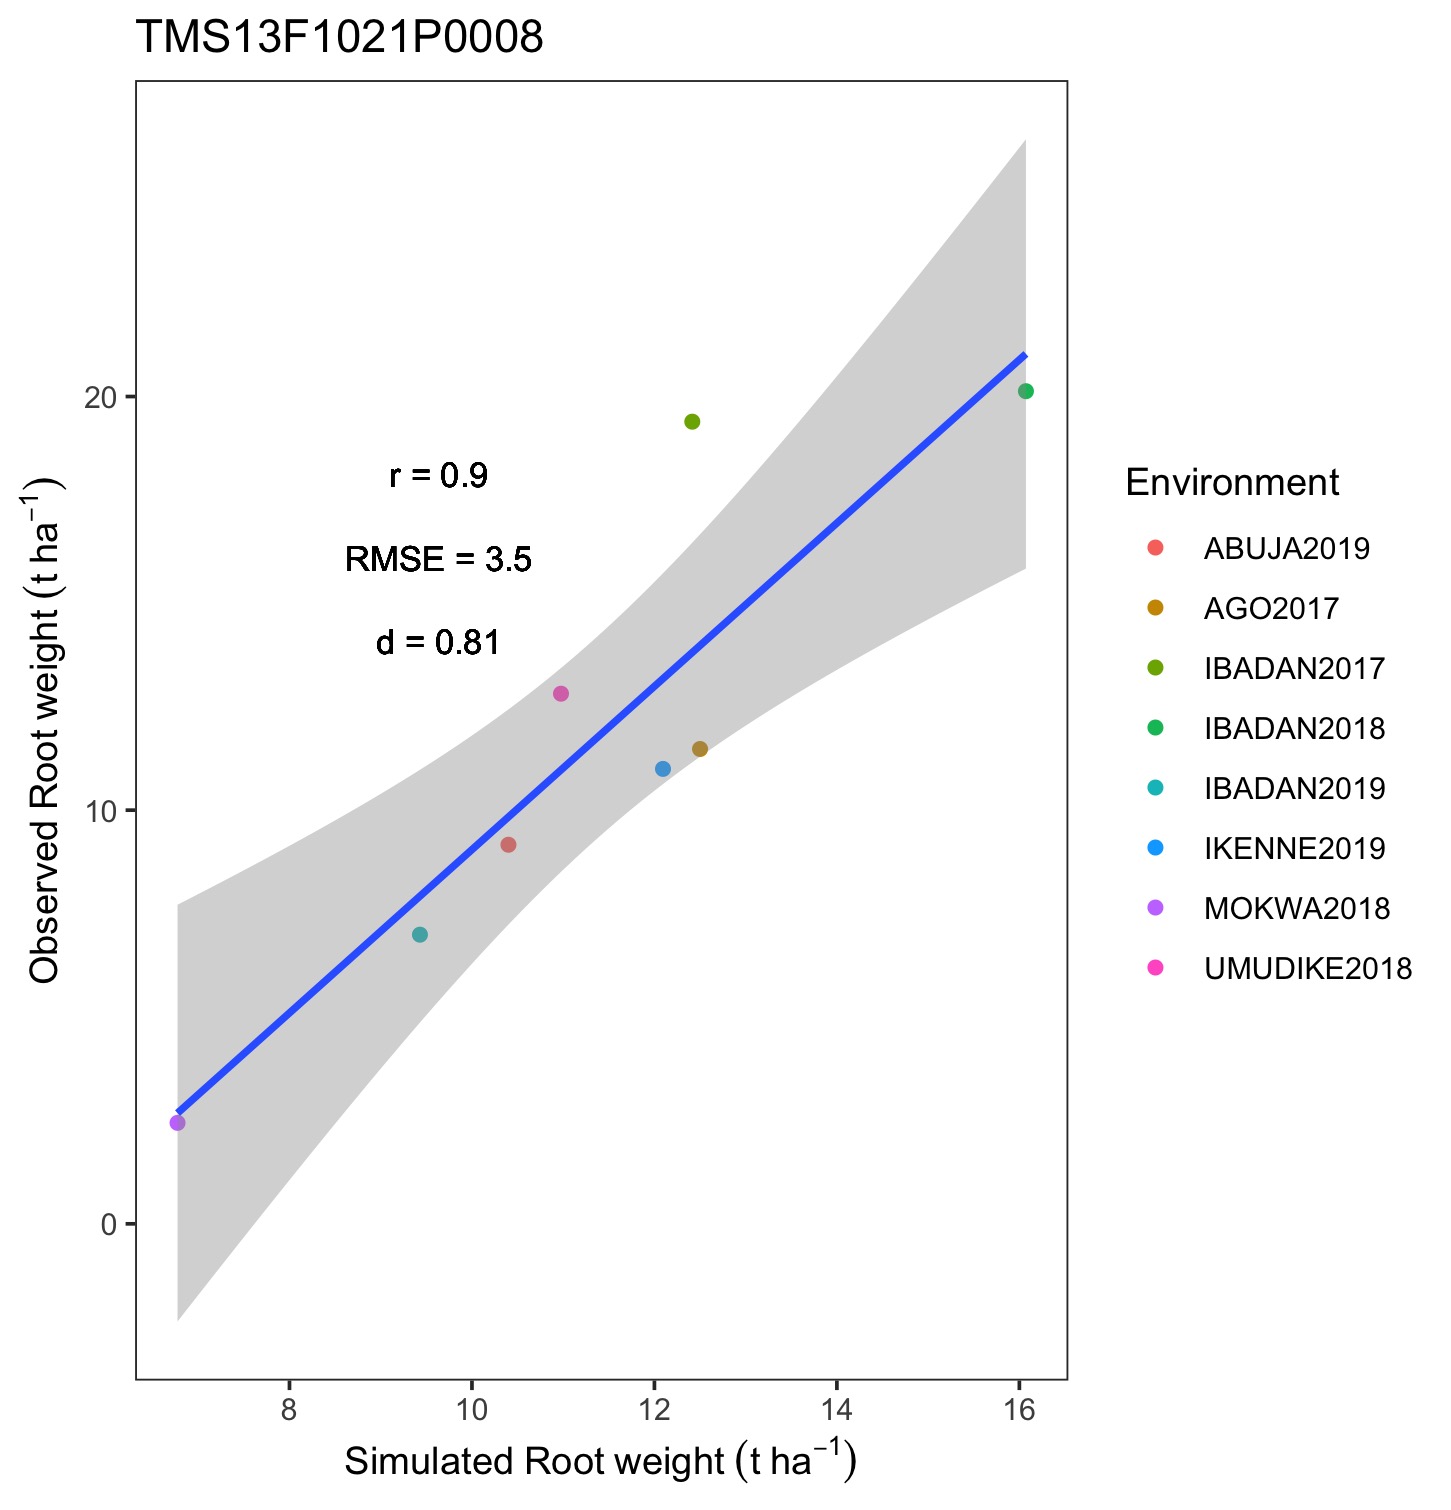 TMS13F1021P0008
Observed Root weight (t ha⁻¹)
20
10
0
r = 0.9
RMSE = 3.5
d = 0.81
8 10 12 14 16
Simulated Root weight (t ha⁻¹)
Environment
ABUJA2019
AGO2017
IBADAN2017
IBADAN2018
IBADAN2019
IKENNE2019
MOKWA2018
UMUDIKE2018